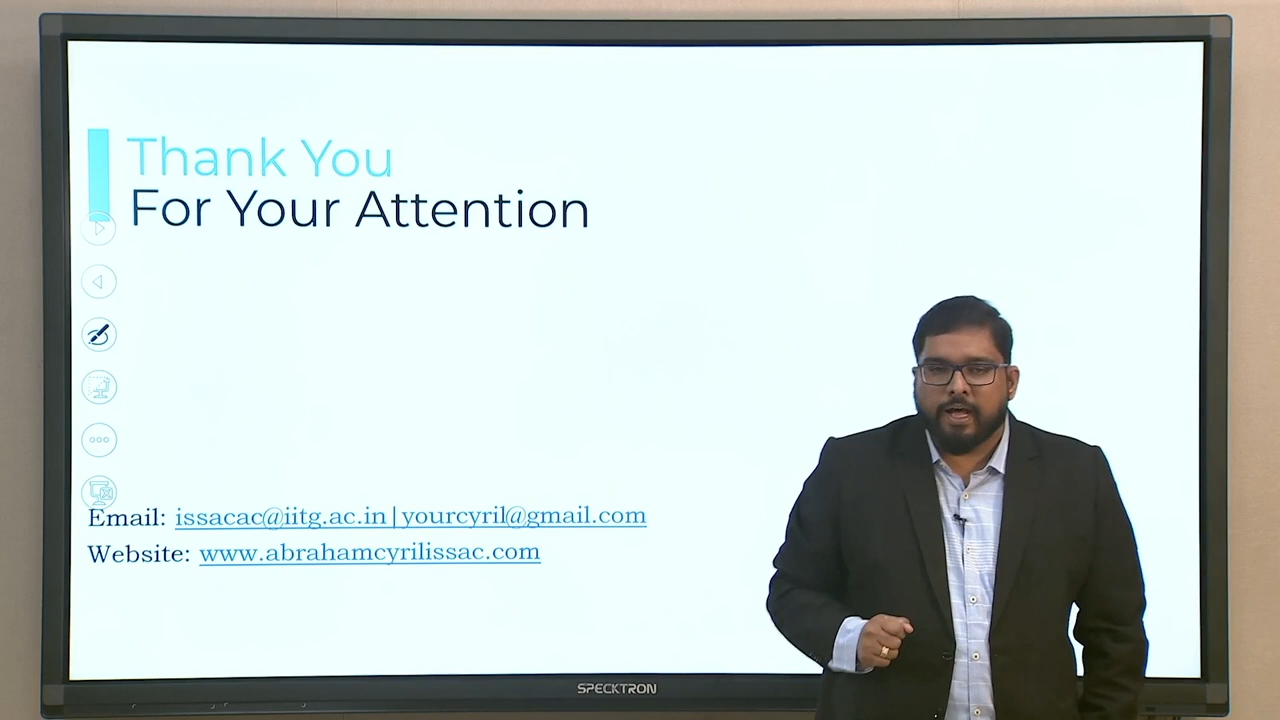 Thank You
For Your Attention
Email: issacac@iitg.ac.in|yourcyril@gmail.com
Website: www.abrahamcyrilissac.com
SPECKTRON